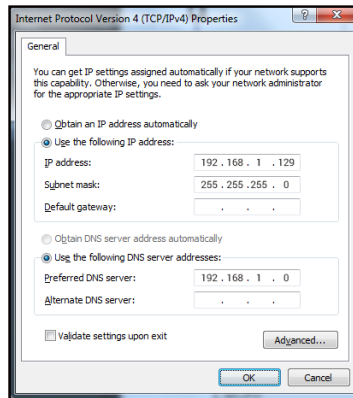 Internet Protocol Version 4 (TCP/IPv4) Properties
General
You can get IP settings assigned automatically if your network supports
this capability. Otherwise, you need to ask your network administrator
for the appropriate IP settings.
Obtain an IP address automatically
Use the following IP address:
IP address: 192 . 168 . 1 . 129
Subnet mask: 255 . 255 . 255 . 0
Default gateway: . . .
Obtain DNS server address automatically
Use the following DNS server addresses:
Preferred DNS server: 192 . 168 . 1 . 0
Alternate DNS server: . . .
Validate settings upon exit
Advanced...
OK Cancel